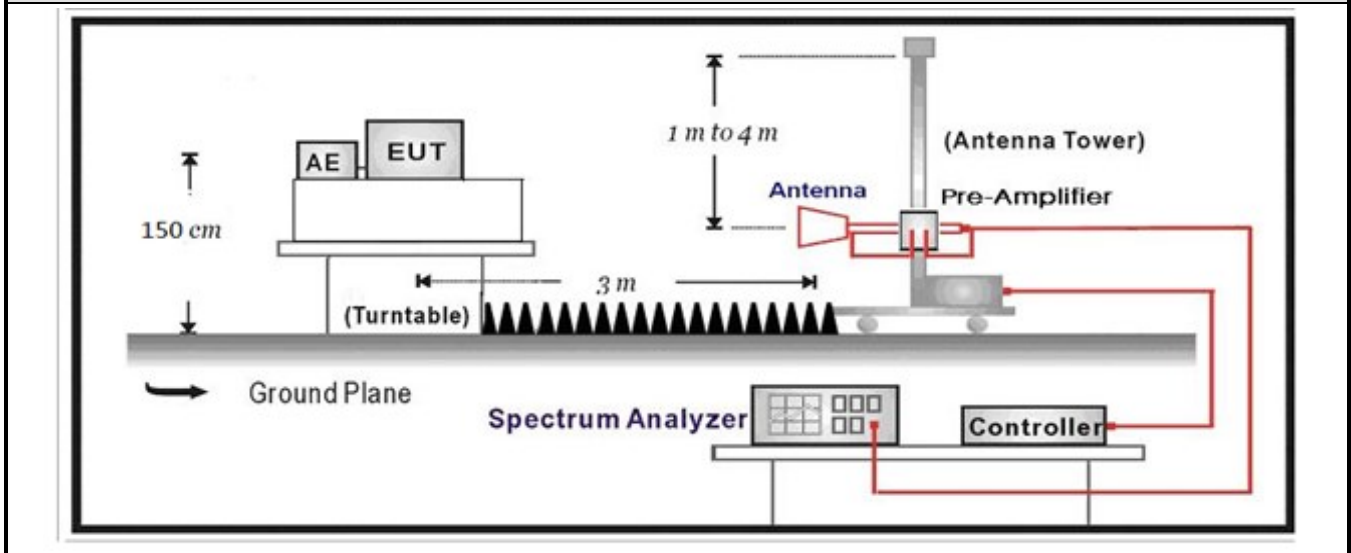 1 m to 4 m
(Antenna Tower)
AE
EUT
Antenna
Pre-Amplifier
150 cm
3 m
(Turntable)
Ground Plane
Spectrum Analyzer
Controller